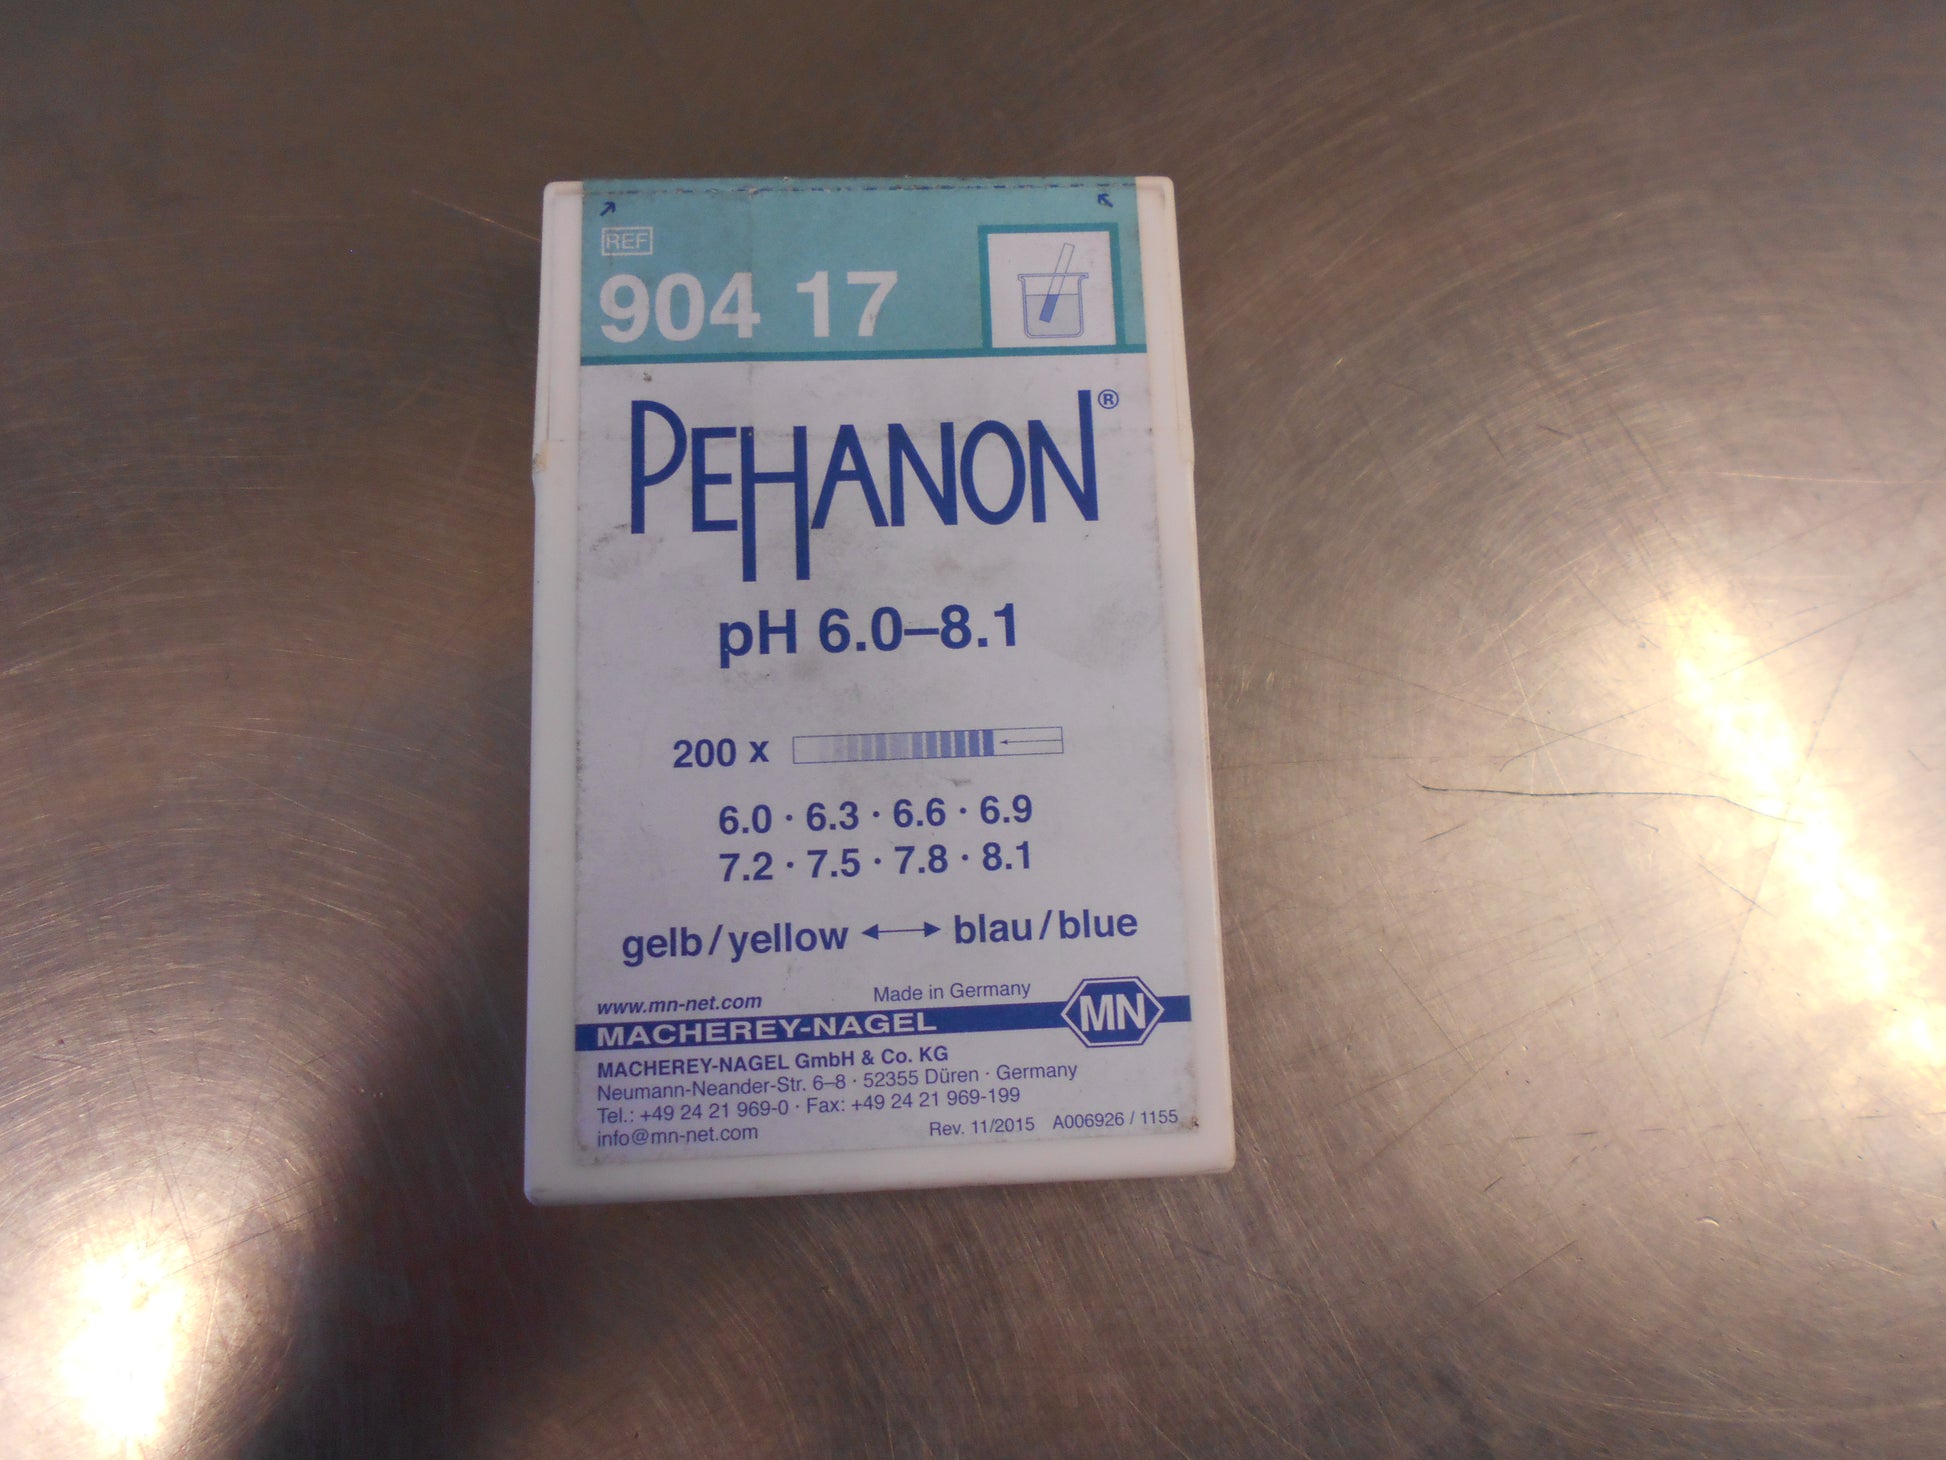 REF
904 17
PEHANON®
pH 6.0–8.1
200 x
6.0 · 6.3 · 6.6 · 6.9
7.2 · 7.5 · 7.8 · 8.1
gelb/yellow ⟷ blau/blue
www.mn-net.com Made in Germany
MACHEREY-NAGEL MN
MACHEREY-NAGEL GmbH & Co. KG
Neumann-Neander-Str. 6–8 · 52355 Düren · Germany
Tel.: +49 24 21 969-0 · Fax: +49 24 21 969-199
info@mn-net.com Rev. 11/2015 A006926 / 1155